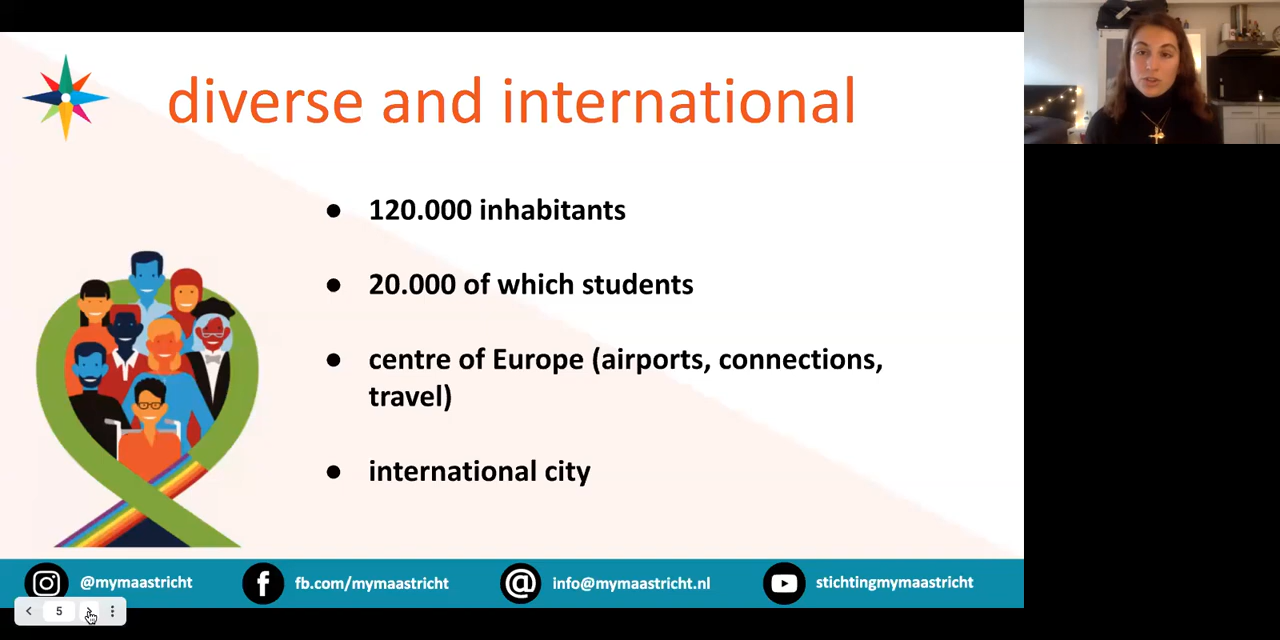 diverse and international
● 120.000 inhabitants
● 20.000 of which students
● centre of Europe (airports, connections,
travel)
● international city
@mymaastricht
fb.com/mymaastricht
info@mymaastricht.nl
stichtingmymaastricht
5